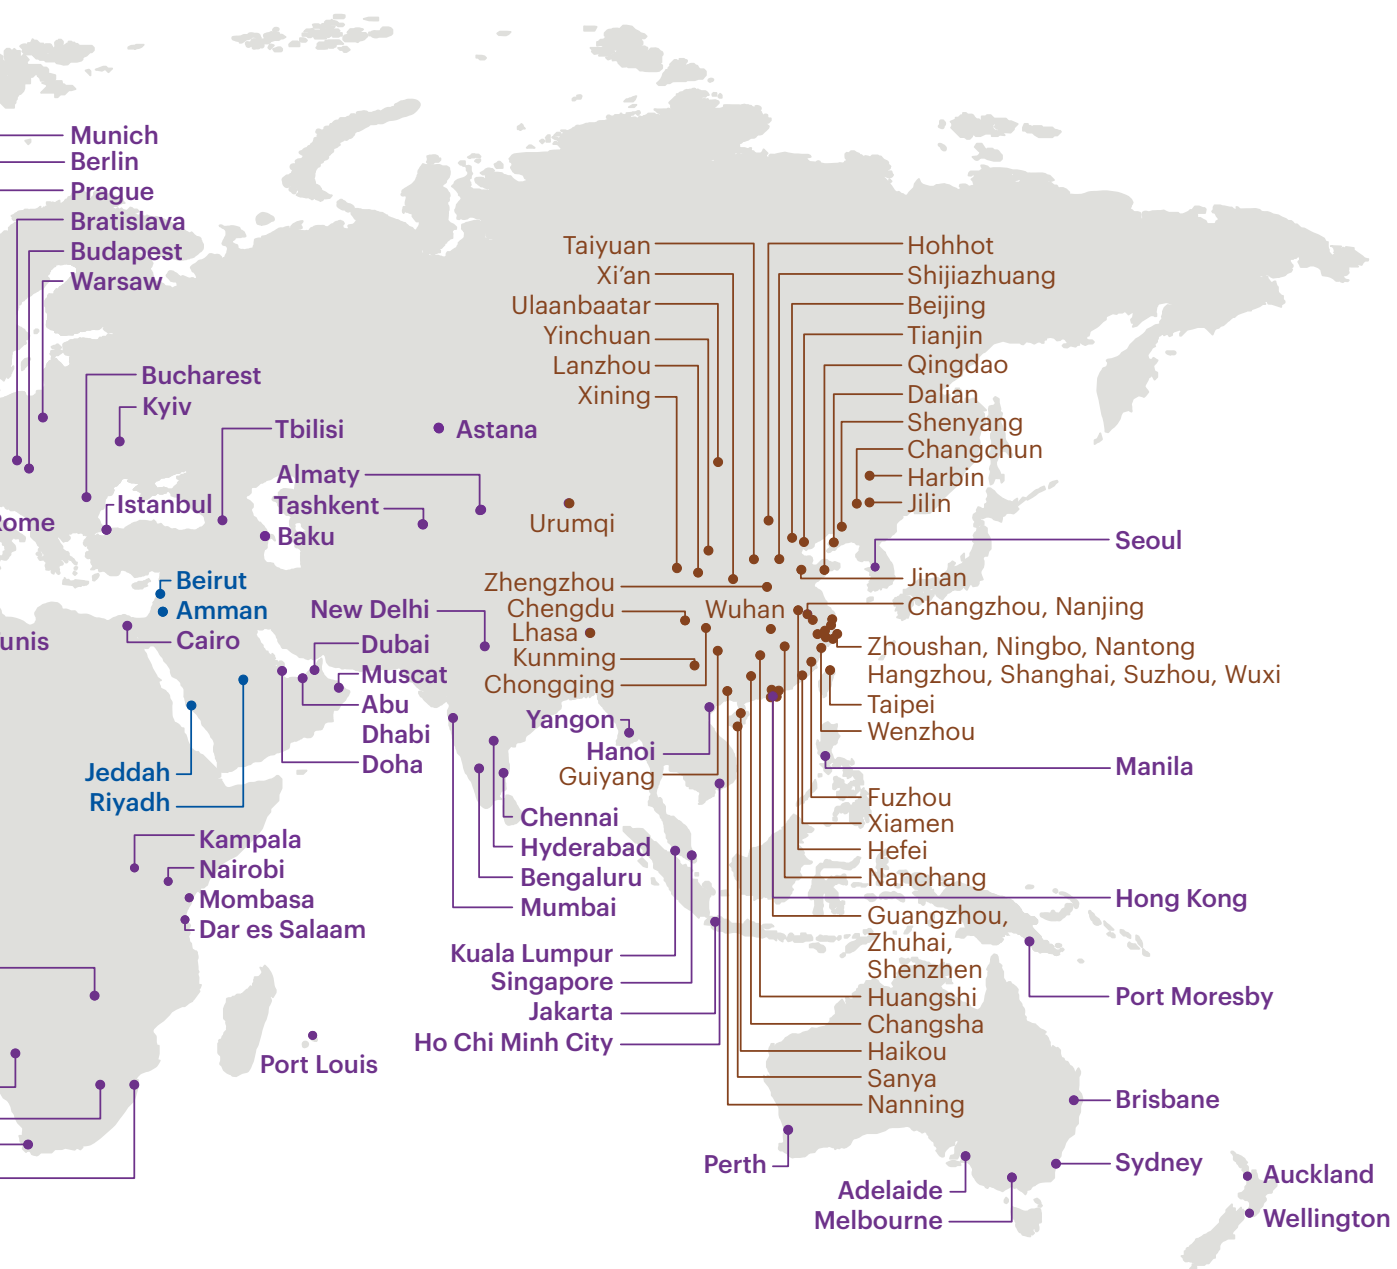 Munich
Berlin
Prague
Bratislava
Budapest
Warsaw
Bucharest
Kyiv
Tbilisi
Astana
Almaty
Tashkent
Istanbul
Baku
Rome
Beirut
Amman
Cairo
unis
New Delhi
Dubai
Muscat
Abu
Dhabi
Doha
Jeddah
Riyadh
Kampala
Nairobi
Mombasa
Dar es Salaam
Port Louis
Taiyuan
Xi’an
Ulaanbaatar
Yinchuan
Lanzhou
Xining
Urumqi
Zhengzhou
Chengdu
Wuhan
Lhasa
Kunming
Chongqing
Yangon
Hanoi
Guiyang
Chennai
Hyderabad
Bengaluru
Mumbai
Kuala Lumpur
Singapore
Jakarta
Ho Chi Minh City
Hohhot
Shijiazhuang
Beijing
Tianjin
Qingdao
Dalian
Shenyang
Changchun
Harbin
Jilin
Seoul
Jinan
Changzhou, Nanjing
Zhoushan, Ningbo, Nantong
Hangzhou, Shanghai, Suzhou, Wuxi
Taipei
Wenzhou
Manila
Fuzhou
Xiamen
Hefei
Nanchang
Hong Kong
Guangzhou,
Zhuhai,
Shenzhen
Huangshi
Port Moresby
Changsha
Haikou
Sanya
Nanning
Brisbane
Perth
Sydney
Adelaide
Melbourne
Auckland
Wellington